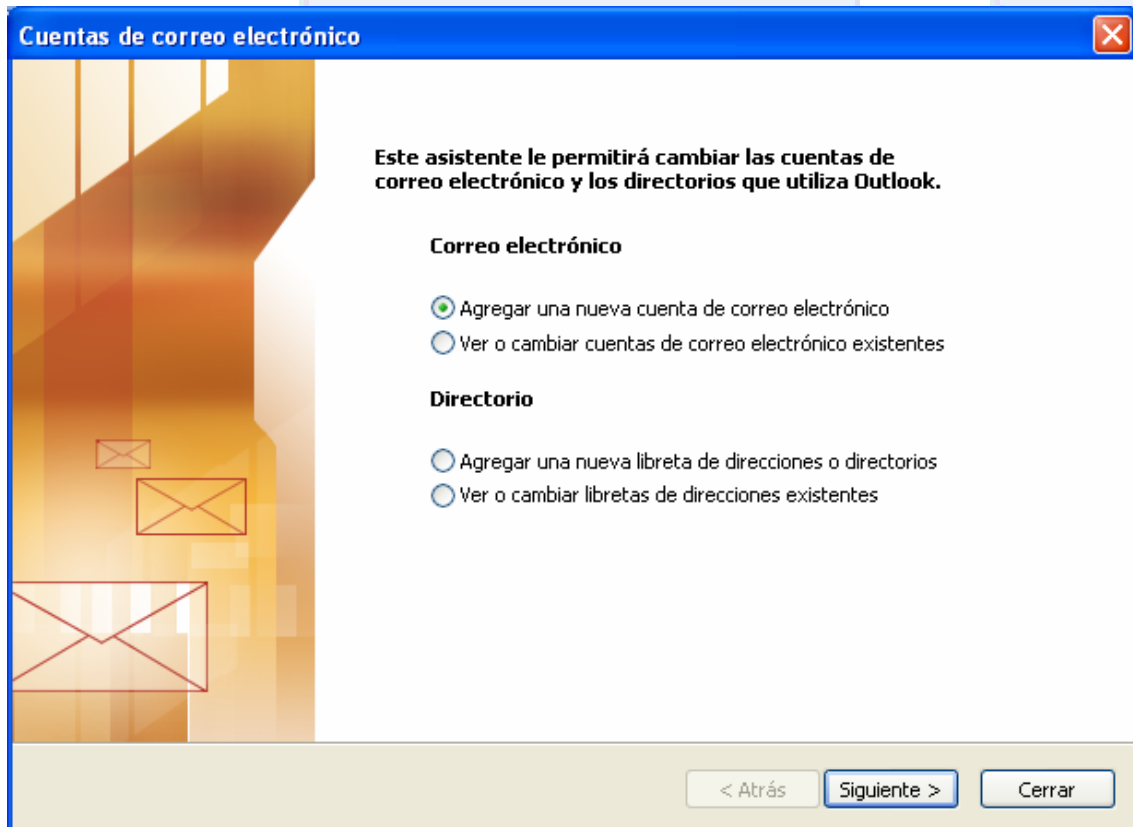 Cuentas de correo electrónico
Este asistente le permitirá cambiar las cuentas de
correo electrónico y los directorios que utiliza Outlook.
Correo electrónico
Agregar una nueva cuenta de correo electrónico
Ver o cambiar cuentas de correo electrónico existentes
Directorio
Agregar una nueva libreta de direcciones o directorios
Ver o cambiar libretas de direcciones existentes
< Atrás Siguiente > Cerrar